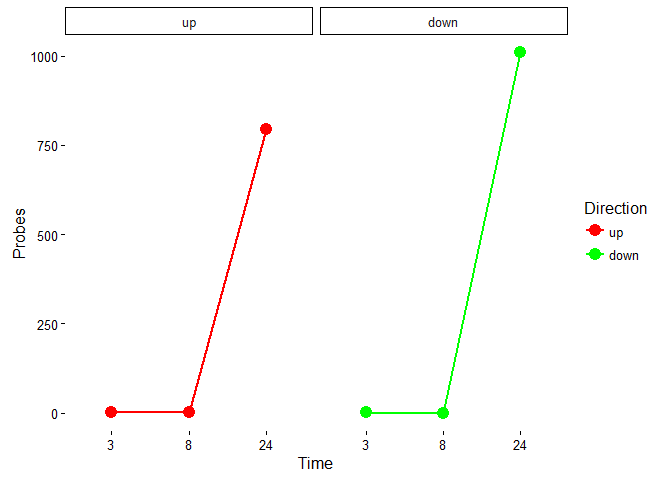 up down
1000
750
500
250
0
Probes
3 8 24 3 8 24
Time
Direction
up
down